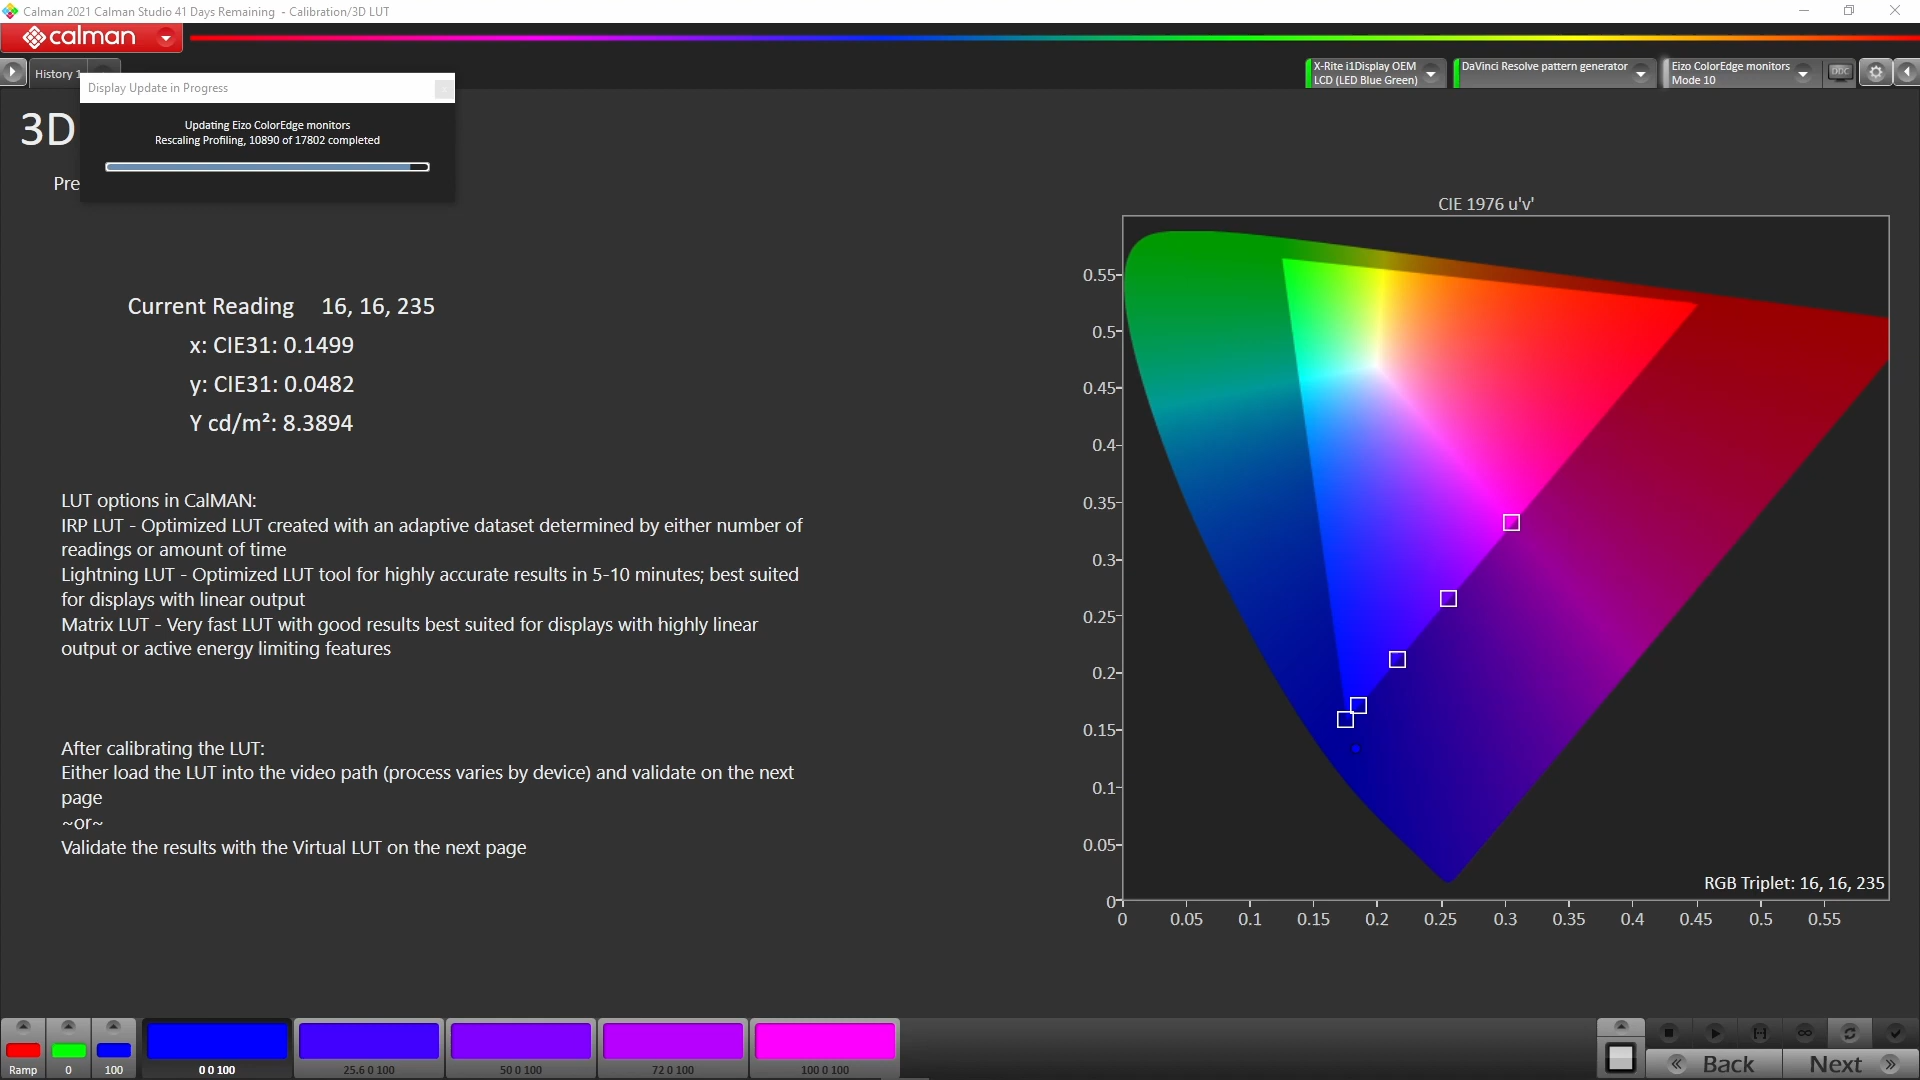 Calman 2021 Calman Studio 41 Days Remaining - Calibration/3D LUT
calman
History 1
X-Rite i1Display OEM
LCD (LED Blue Green)
DaVinci Resolve pattern generator
Eizo ColorEdge monitors
Mode 10
DDC
Display Update in Progress
Updating Eizo ColorEdge monitors
Rescaling Profiling, 10890 of 17802 completed
3D
Pre
Current Reading 16, 16, 235
x: CIE31: 0.1499
y: CIE31: 0.0482
Y cd/m²: 8.3894
LUT options in CalMAN:
IRP LUT - Optimized LUT created with an adaptive dataset determined by either number of
readings or amount of time
Lightning LUT - Optimized LUT tool for highly accurate results in 5-10 minutes; best suited
for displays with linear output
Matrix LUT - Very fast LUT with good results best suited for displays with highly linear
output or active energy limiting features
After calibrating the LUT:
Either load the LUT into the video path (process varies by device) and validate on the next
page
~or~
Validate the results with the Virtual LUT on the next page
CIE 1976 u'v'
0.55
0.5
0.45
0.4
0.35
0.3
0.25
0.2
0.15
0.1
0.05
0
0 0.05 0.1 0.15 0.2 0.25 0.3 0.35 0.4 0.45 0.5 0.55
RGB Triplet: 16, 16, 235
Ramp 0 100
0 0 100
25.6 0 100
50 0 100
72 0 100
100 0 100
Back
Next